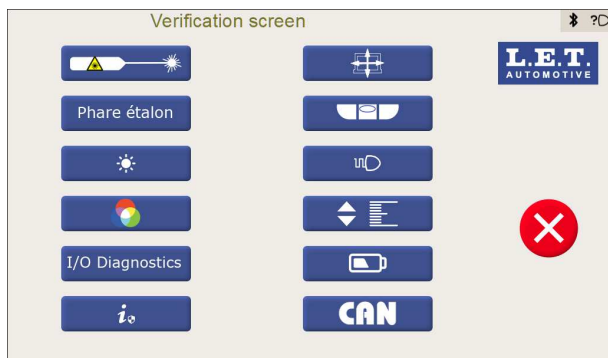 Verification screen
?
L.E.T.
AUTOMOTIVE
Phare étalon
I/O Diagnostics
i
CAN